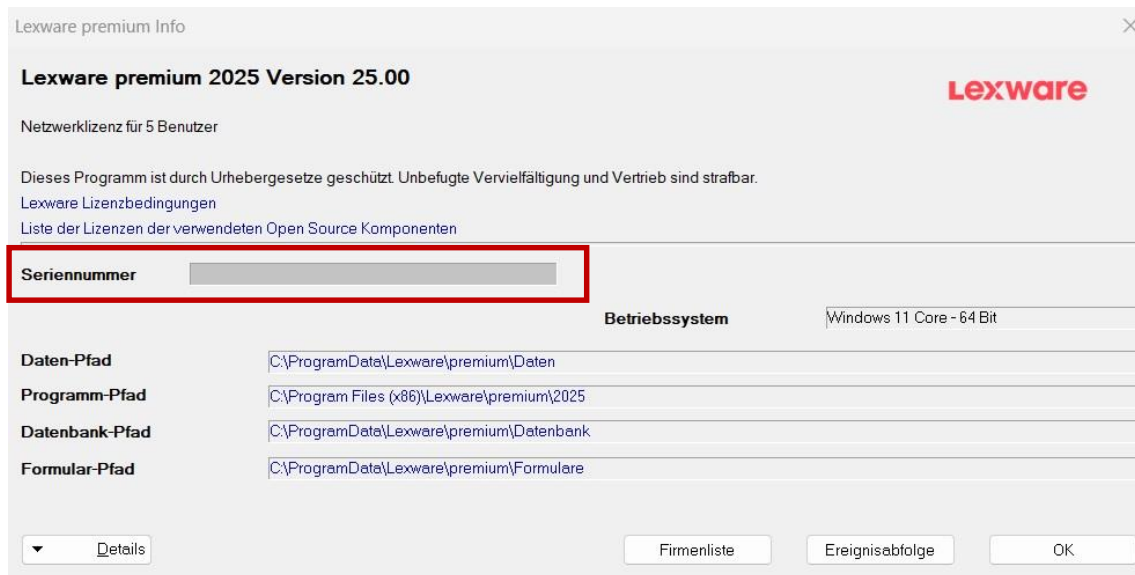 Lexware premium Info
Lexware premium 2025 Version 25.00
Lexware
Netzwerklizenz für 5 Benutzer
Dieses Programm ist durch Urhebergesetze geschützt. Unbefugte Vervielfältigung und Vertrieb sind strafbar.
Lexware Lizenzbedingungen
Liste der Lizenzen der verwendeten Open Source Komponenten
Seriennummer
Betriebssystem Windows 11 Core - 64 Bit
Daten-Pfad C:\ProgramData\Lexware\premium\Daten
Programm-Pfad C:\Program Files (x86)\Lexware\premium\2025
Datenbank-Pfad C:\ProgramData\Lexware\premium\Datenbank
Formular-Pfad C:\ProgramData\Lexware\premium\Formulare
Details Firmenliste Ereignisabfolge OK